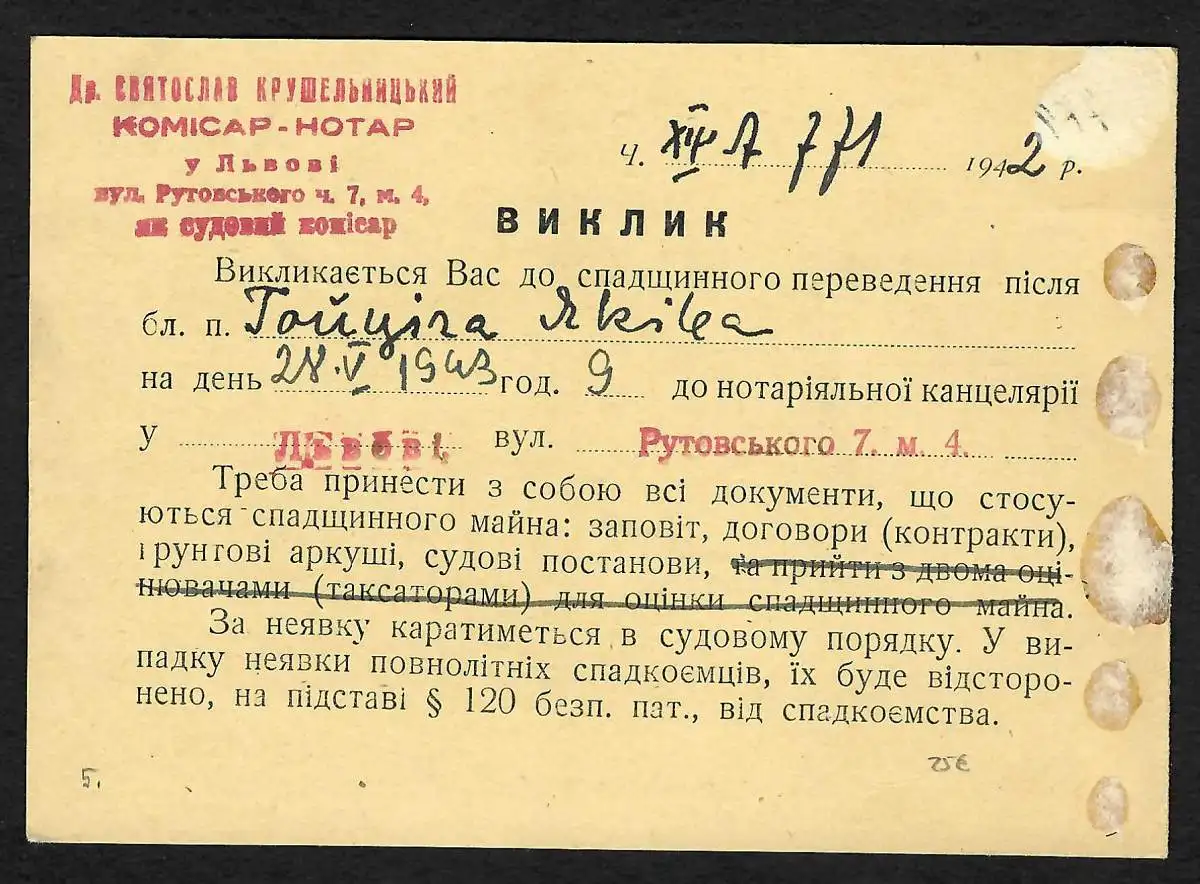 Др. СВЯТОСЛАВ КРУШЕЛЬНИЦЬКИЙ
КОМІСАР-НОТАР
у Львові
вул. Рутовського ч. 7, м. 4,
як судовий комісар
Ч. XIII A 771 1942 р.
ВИКЛИК
Викликається Вас до спадщинного переведення після
бл. п. Гойціга Яківа
на день 28.V 1943 год. 9 до нотаріяльної канцелярії
у Львові, вул. Рутовського 7. м. 4.
Треба принести з собою всі документи, що стосу-
ються спадщинного майна: заповіт, договори (контракти),
ґрунтові аркуші, судові постанови, та прийти з двома оці-
нювачами (таксаторами) для оцінки спадщинного майна.
За неявку каратиметься в судовому порядку. У ви-
падку неявки повнолітніх спадкоємців, їх буде відсторо-
нено, на підставі § 120 безп. пат., від спадкоємства.
5.
25€